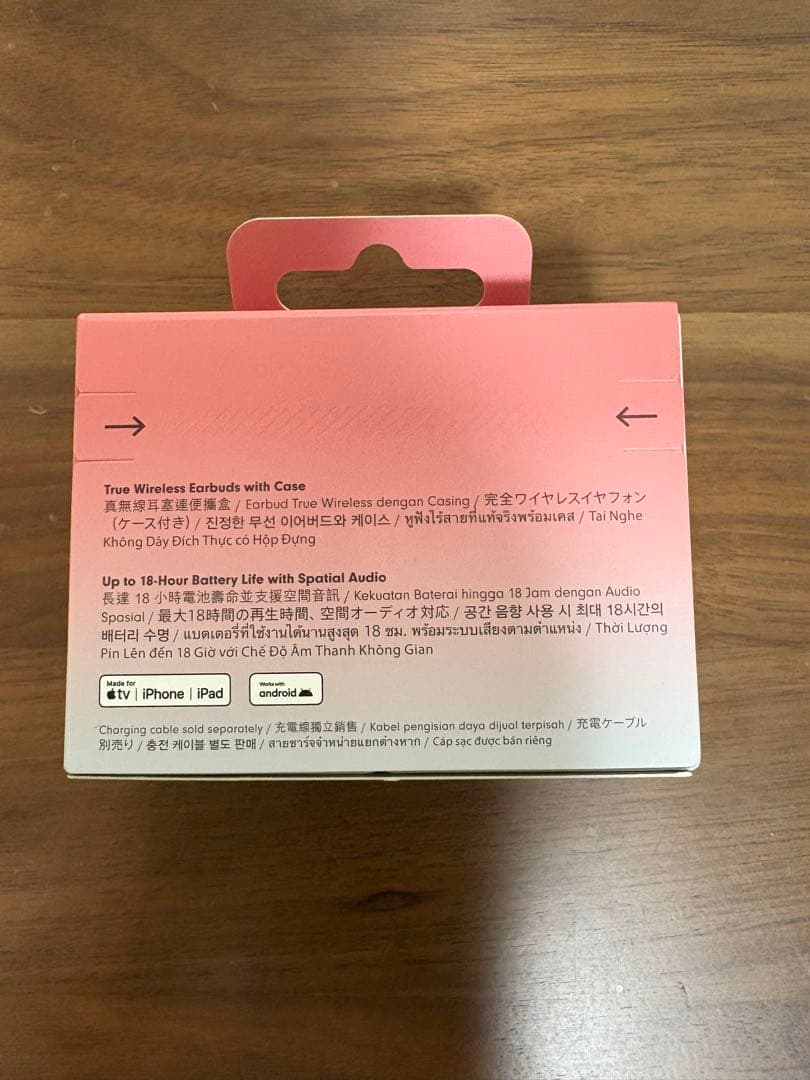 True Wireless Earbuds with Case
真無線耳塞連便攜盒 / Earbud True Wireless dengan Casing / 完全ワイヤレスイヤフォン
（ケース付き）/ 진정한 무선 이어버드와 케이스 / หูฟังไร้สายที่แท้จริงพร้อมเคส / Tai Nghe
Không Dây Đích Thực có Hộp Đựng
Up to 18-Hour Battery Life with Spatial Audio
長達 18 小時電池壽命並支援空間音訊 / Kekuatan Baterai hingga 18 Jam dengan Audio
Spasial / 最大18時間の再生時間、空間オーディオ対応 / 공간 음향 사용 시 최대 18시간의
배터리 수명 / แบตเตอรี่ที่ใช้งานได้นานสูงสุด 18 ชม. พร้อมระบบเสียงตามตำแหน่ง / Thời Lượng
Pin Lên đến 18 Giờ với Chế Độ Âm Thanh Không Gian
Made for
tv | iPhone | iPad
Works with
android
Charging cable sold separately / 充電線獨立銷售 / Kabel pengisian daya dijual terpisah / 充電ケーブル
別売り / 충전 케이블 별도 판매 / สายชาร์จจำหน่ายแยกต่างหาก / Cáp sạc được bán riêng